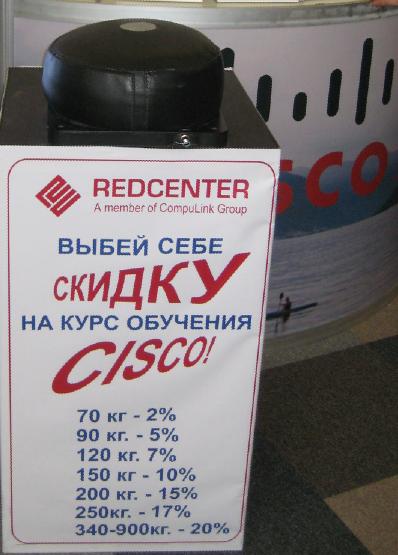 REDCENTER
A member of CompuLink Group
ВЫБЕЙ СЕБЕ
СКИДКУ
НА КУРС ОБУЧЕНИЯ
CISCO!
70 кг - 2%
90 кг. - 5%
120 кг. 7%
150 кг - 10%
200 кг. - 15%
250кг. - 17%
340-900кг. - 20%
SCO